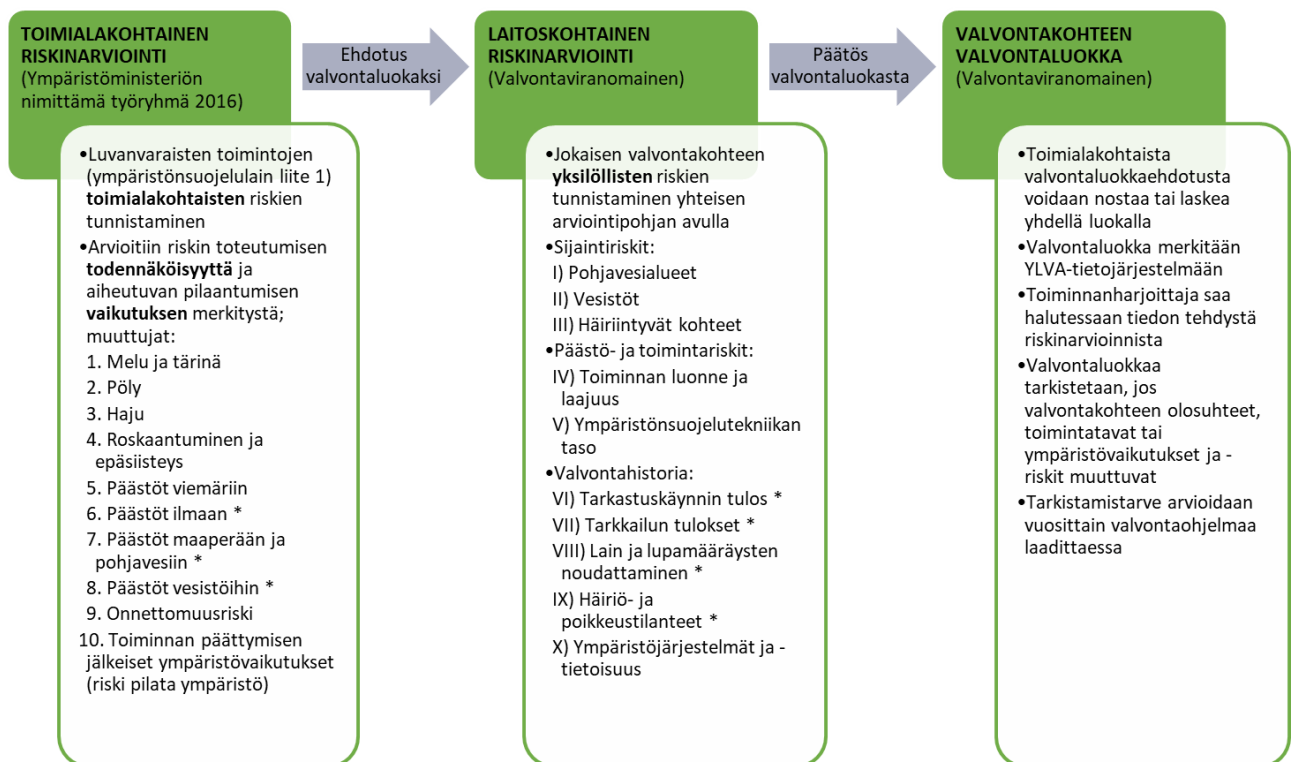 TOIMIALAKOHTAINEN
RISKINARVIOINTI
(Ympäristöministeriön
nimittämä työryhmä 2016)
•Luvanvaraisten toimintojen
(ympäristönsuojelulain liite 1)
toimialakohtaisten riskien
tunnistaminen
•Arvioitiin riskin toteutumisen
todennäköisyyttä ja
aiheutuvan pilaantumisen
vaikutuksen merkitystä;
muuttujat:
1. Melu ja tärinä
2. Pöly
3. Haju
4. Roskaantuminen ja
epäsiisteys
5. Päästöt viemäriin
6. Päästöt ilmaan *
7. Päästöt maaperään ja
pohjavesiin *
8. Päästöt vesistöihin *
9. Onnettomuusriski
10. Toiminnan päättymisen
jälkeiset ympäristövaikutukset
(riski pilata ympäristö)
Ehdotus
valvontaluokaksi
LAITOSKOHTAINEN
RISKINARVIOINTI
(Valvontaviranomainen)
•Jokaisen valvontakohteen
yksilöllisten riskien
tunnistaminen yhteisen
arviointipohjan avulla
•Sijaintiriskit:
I) Pohjavesialueet
II) Vesistöt
III) Häiriintyvät kohteet
•Päästö- ja toimintariskit:
IV) Toiminnan luonne ja
laajuus
V) Ympäristönsuojelutekniikan
taso
•Valvontahistoria:
VI) Tarkastuskäynnin tulos *
VII) Tarkkailun tulokset *
VIII) Lain ja lupamääräysten
noudattaminen *
IX) Häiriö- ja
poikkeustilanteet *
X) Ympäristöjärjestelmät ja -
tietoisuus
Päätös
valvontaluokasta
VALVONTAKOHTEEN
VALVONTALUOKKA
(Valvontaviranomainen)
•Toimialakohtaista
valvontaluokkaehdotusta
voidaan nostaa tai laskea
yhdellä luokalla
•Valvontaluokka merkitään
YLVA-tietojärjestelmään
•Toiminnanharjoittaja saa
halutessaan tiedon tehdystä
riskinarvioinnista
•Valvontaluokkaa
tarkistetaan, jos
valvontakohteen olosuhteet,
toimintatavat tai
ympäristövaikutukset ja -
riskit muuttuvat
•Tarkistamistarve arvioidaan
vuosittain valvontaohjelmaa
laadittaessa